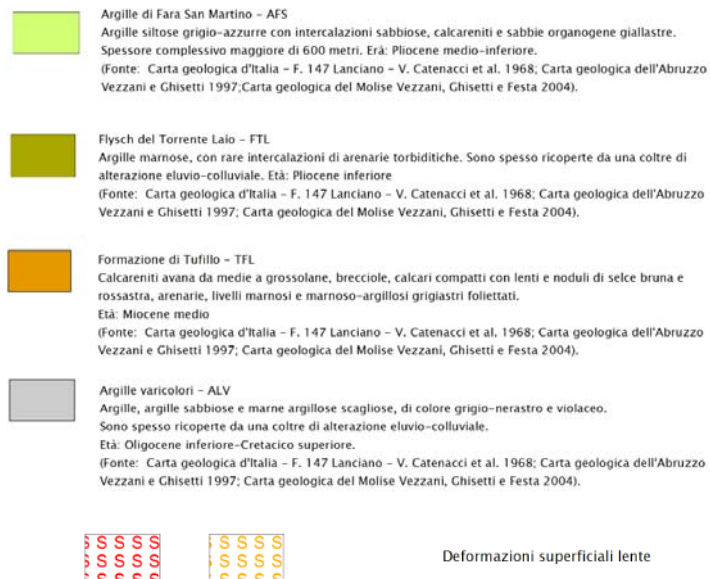 Argille di Fara San Martino – AFS
Argille siltose grigio-azzurre con intercalazioni sabbiose, calcareniti e sabbie organogene giallastre.
Spessore complessivo maggiore di 600 metri. Erà: Pliocene medio-inferiore.
(Fonte: Carta geologica d'Italia – F. 147 Lanciano – V. Catenacci et al. 1968; Carta geologica dell'Abruzzo
Vezzani e Ghisetti 1997;Carta geologica del Molise Vezzani, Ghisetti e Festa 2004).
Flysch del Torrente Laio – FTL
Argille marnose, con rare intercalazioni di arenarie torbiditiche. Sono spesso ricoperte da una coltre di
alterazione eluvio-colluviale. Età: Pliocene inferiore
(Fonte: Carta geologica d'Italia – F. 147 Lanciano – V. Catenacci et al. 1968; Carta geologica dell'Abruzzo
Vezzani e Ghisetti 1997; Carta geologica del Molise Vezzani, Ghisetti e Festa 2004).
Formazione di Tufillo – TFL
Calcareniti avana da medie a grossolane, brecciole, calcari compatti con lenti e noduli di selce bruna e
rossastra, arenarie, livelli marnosi e marnoso-argillosi grigiastri foliettati.
Età: Miocene medio
(Fonte: Carta geologica d'Italia – F. 147 Lanciano – V. Catenacci et al. 1968; Carta geologica dell'Abruzzo
Vezzani e Ghisetti 1997; Carta geologica del Molise Vezzani, Ghisetti e Festa 2004).
Argille varicolori – ALV
Argille, argille sabbiose e marne argillose scagliose, di colore grigio-nerastro e violaceo.
Sono spesso ricoperte da una coltre di alterazione eluvio-colluviale.
Età: Oligocene inferiore-Cretacico superiore.
(Fonte: Carta geologica d'Italia – F. 147 Lanciano – V. Catenacci et al. 1968; Carta geologica dell'Abruzzo
Vezzani e Ghisetti 1997; Carta geologica del Molise Vezzani, Ghisetti e Festa 2004).
S S S S S S S S S S
S S S S S S S S S S
Deformazioni superficiali lente